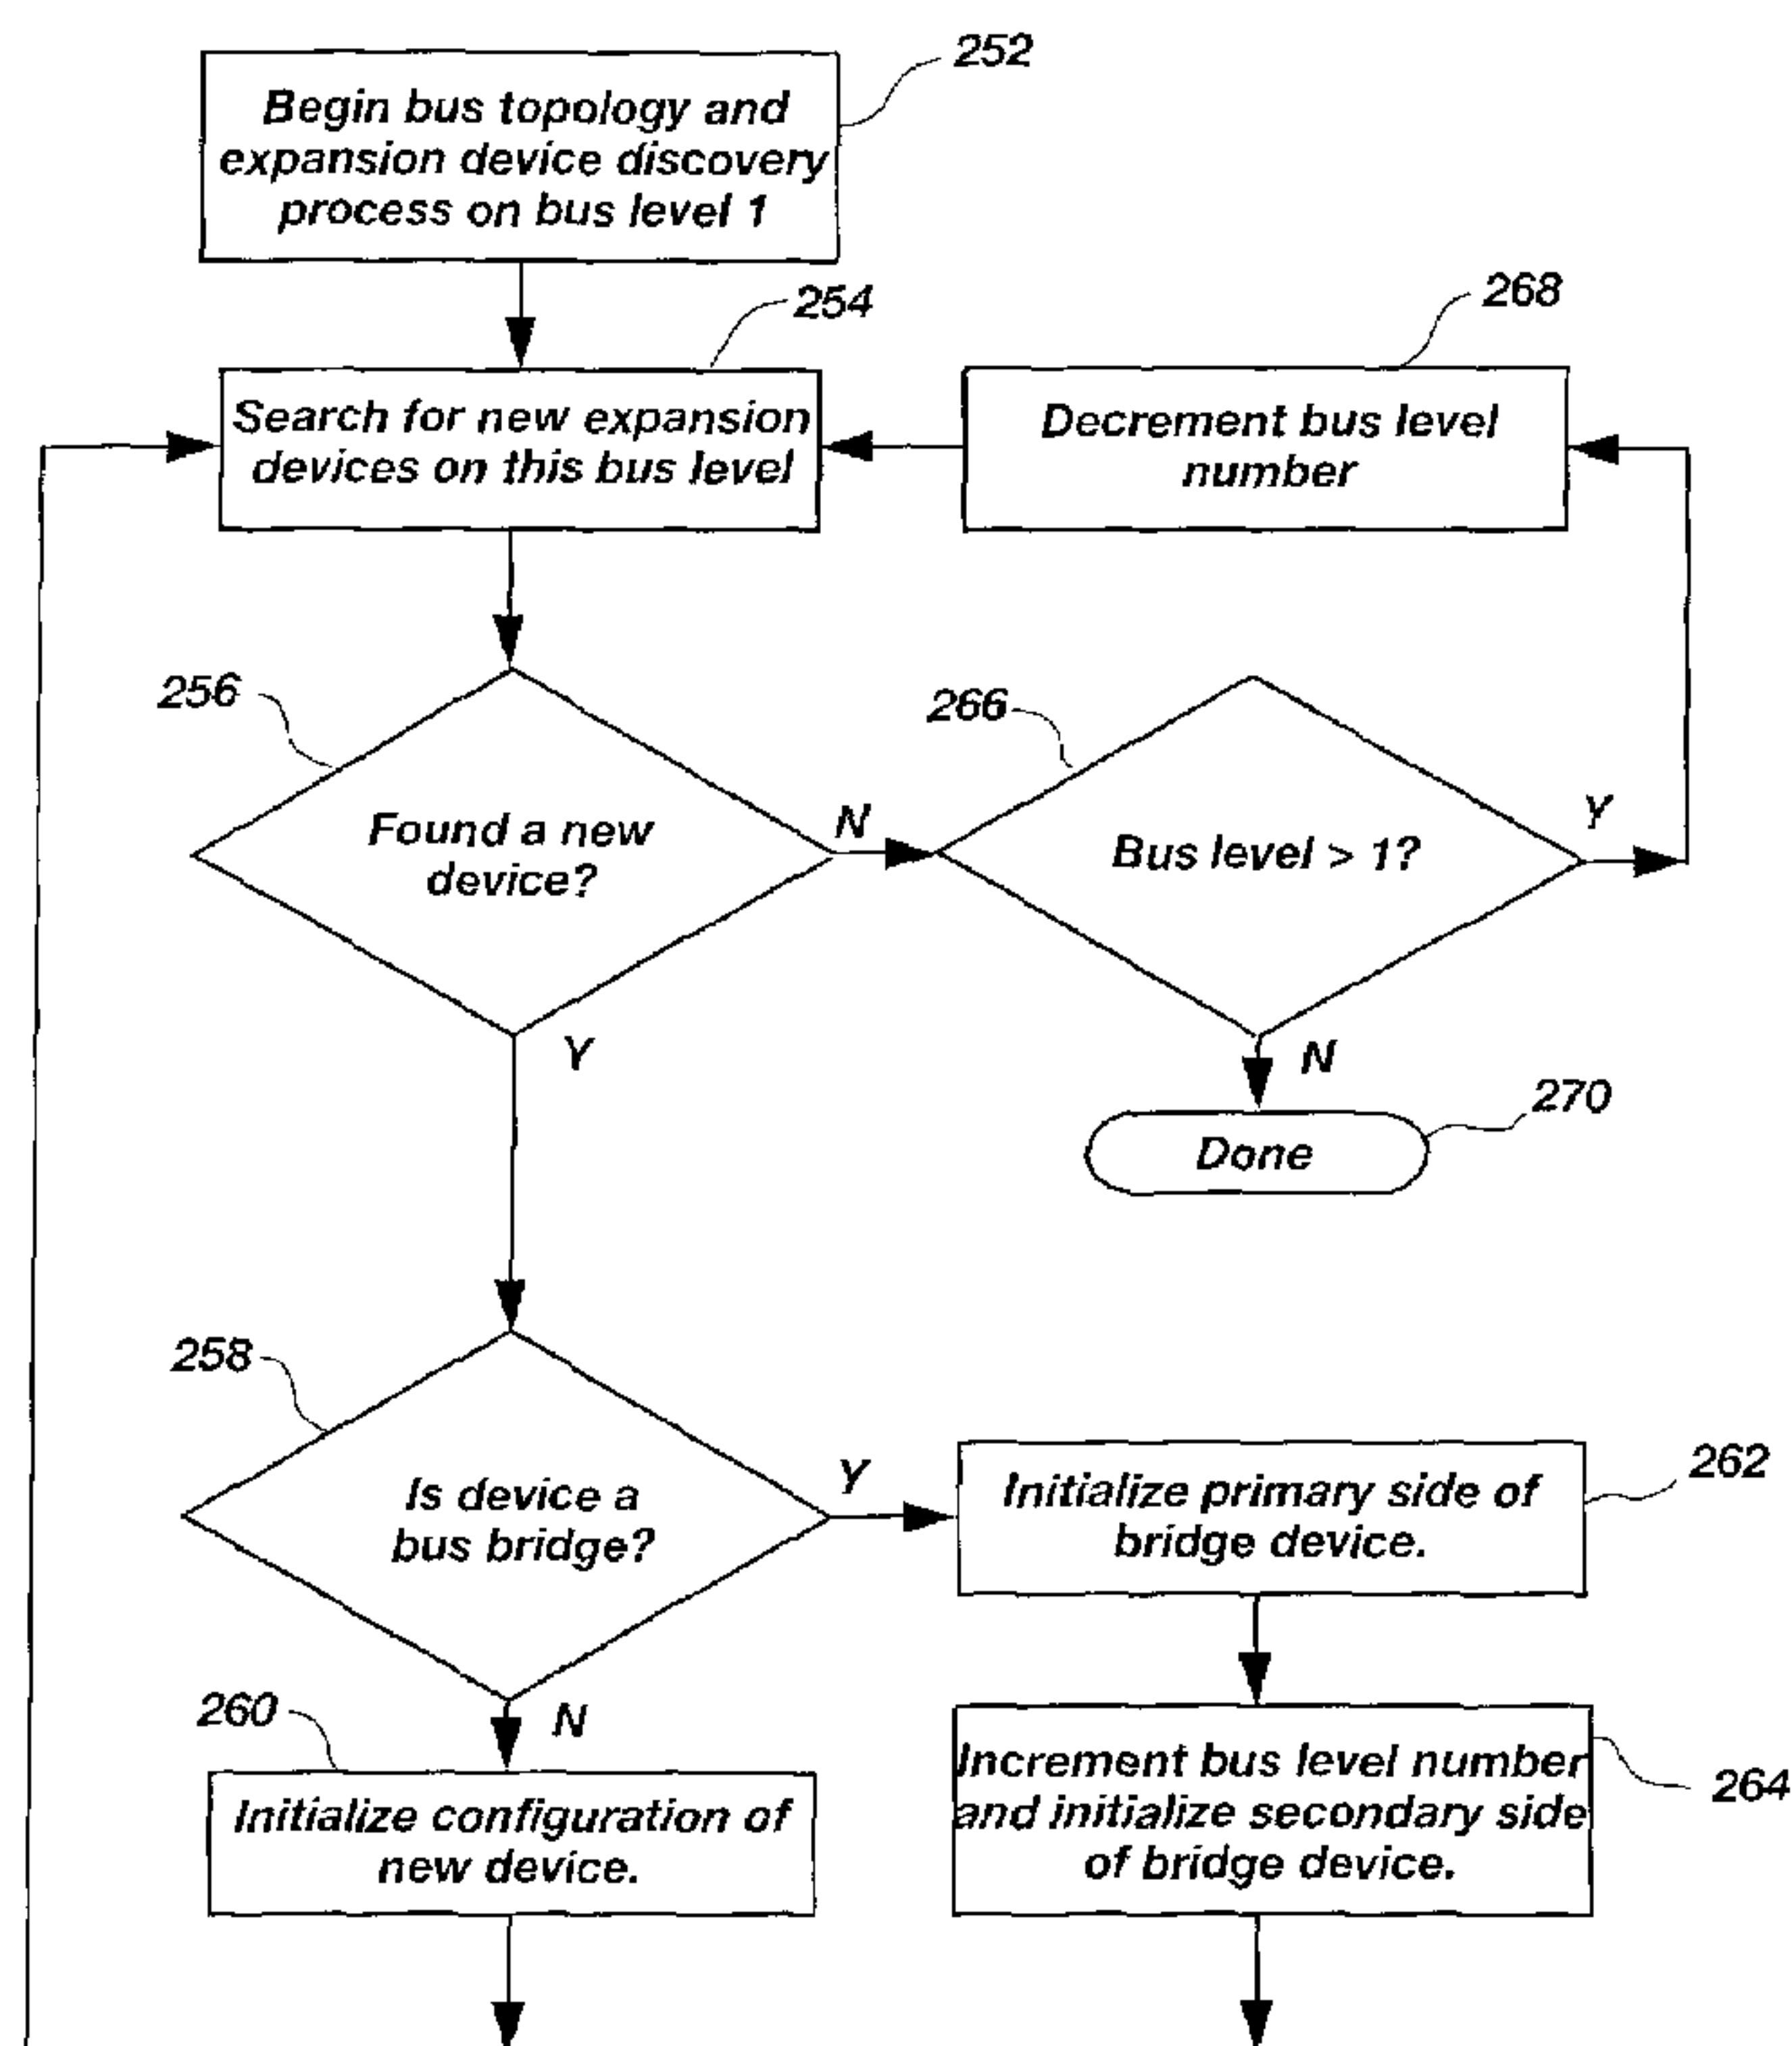 252
Begin bus topology and
expansion device discovery
process on bus level 1
254
268
Search for new expansion
devices on this bus level
Decrement bus level
number
256
266
Found a new
device?
N
Bus level > 1?
Y
Y
N
270
Done
258
Is device a
bus bridge?
Y
262
Initialize primary side of
bridge device.
260
N
Initialize configuration of
new device.
Increment bus level number
and initialize secondary side
of bridge device.
264